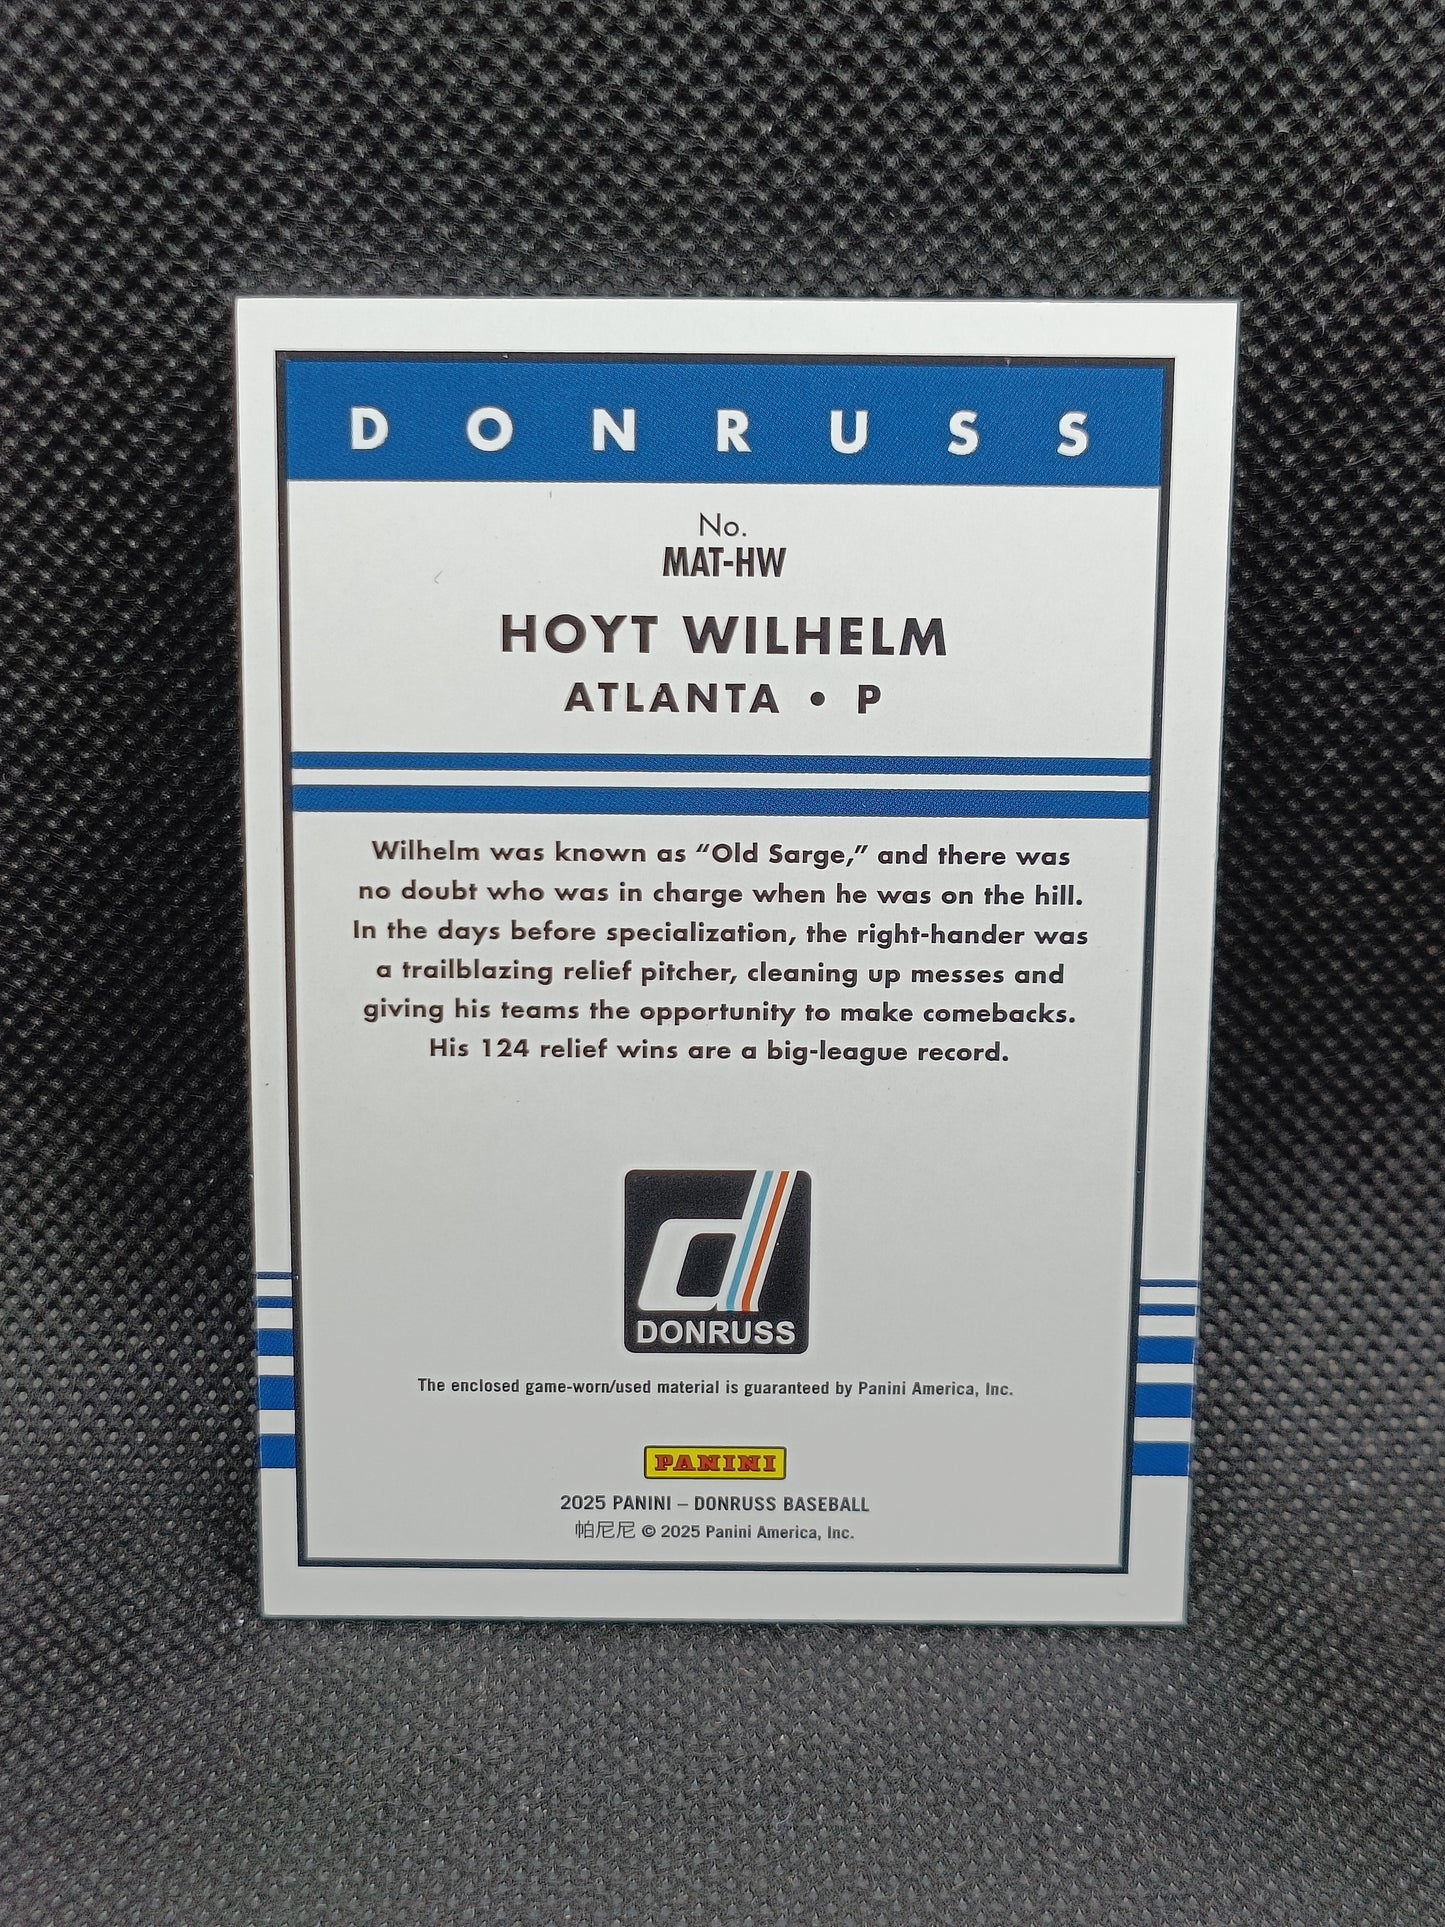 DONRUSS
No.
MAT-HW
HOYT WILHELM
ATLANTA • P
Wilhelm was known as “Old Sarge,” and there was
no doubt who was in charge when he was on the hill.
In the days before specialization, the right-hander was
a trailblazing relief pitcher, cleaning up messes and
giving his teams the opportunity to make comebacks.
His 124 relief wins are a big-league record.
d
DONRUSS
The enclosed game-worn/used material is guaranteed by Panini America, Inc.
PANINI
2025 PANINI – DONRUSS BASEBALL
帕尼尼 © 2025 Panini America, Inc.